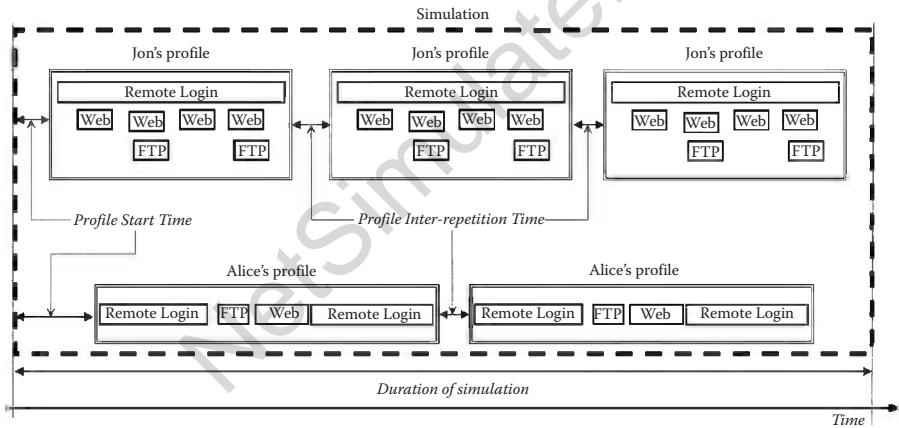 Simulation
Jon's profile Jon's profile Jon's profile
Remote Login Remote Login Remote Login
Web Web Web Web Web Web Web Web Web Web Web Web
FTP FTP FTP FTP FTP FTP
Profile Start Time Profile Inter-repetition Time
Alice's profile Alice's profile
Remote Login FTP Web Remote Login Remote Login FTP Web Remote Login
Duration of simulation
Time
NetSimulate